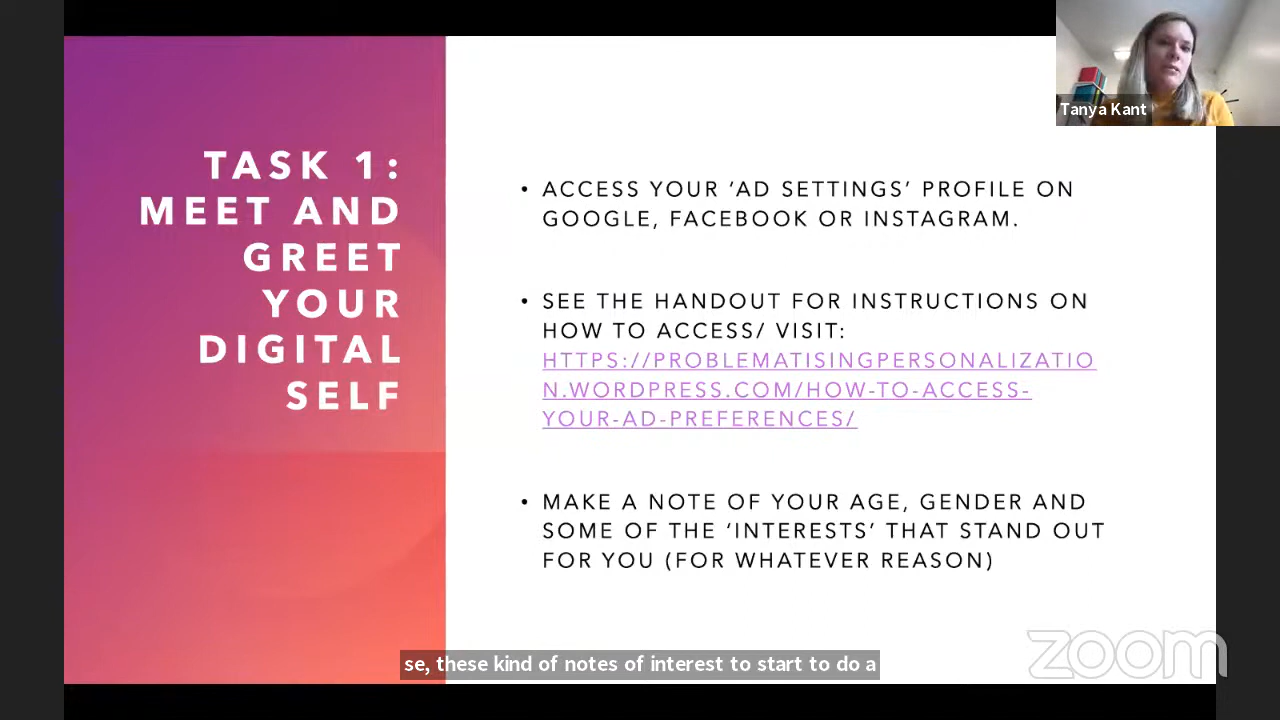 Tanya Kant
TASK 1:
MEET AND
GREET
YOUR
DIGITAL
SELF
• ACCESS YOUR ‘AD SETTINGS’ PROFILE ON
GOOGLE, FACEBOOK OR INSTAGRAM.
• SEE THE HANDOUT FOR INSTRUCTIONS ON
HOW TO ACCESS/ VISIT:
HTTPS://PROBLEMATISINGPERSONALIZATIO
N.WORDPRESS.COM/HOW-TO-ACCESS-
YOUR-AD-PREFERENCES/
• MAKE A NOTE OF YOUR AGE, GENDER AND
SOME OF THE ‘INTERESTS’ THAT STAND OUT
FOR YOU (FOR WHATEVER REASON)
zoom
se, these kind of notes of interest to start to do a